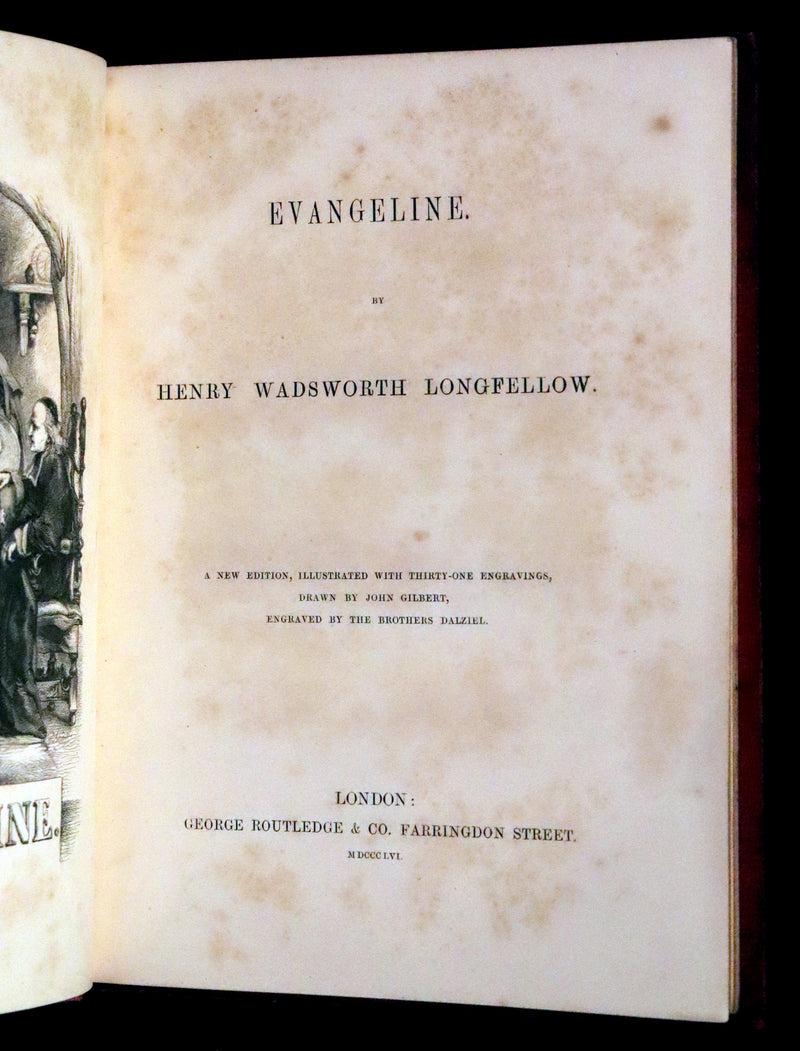 INE.
EVANGELINE.
BY
HENRY WADSWORTH LONGFELLOW.
A NEW EDITION, ILLUSTRATED WITH THIRTY-ONE ENGRAVINGS,
DRAWN BY JOHN GILBERT,
ENGRAVED BY THE BROTHERS DALZIEL.
LONDON:
GEORGE ROUTLEDGE & CO. FARRINGDON STREET.
MDCCCLVI.